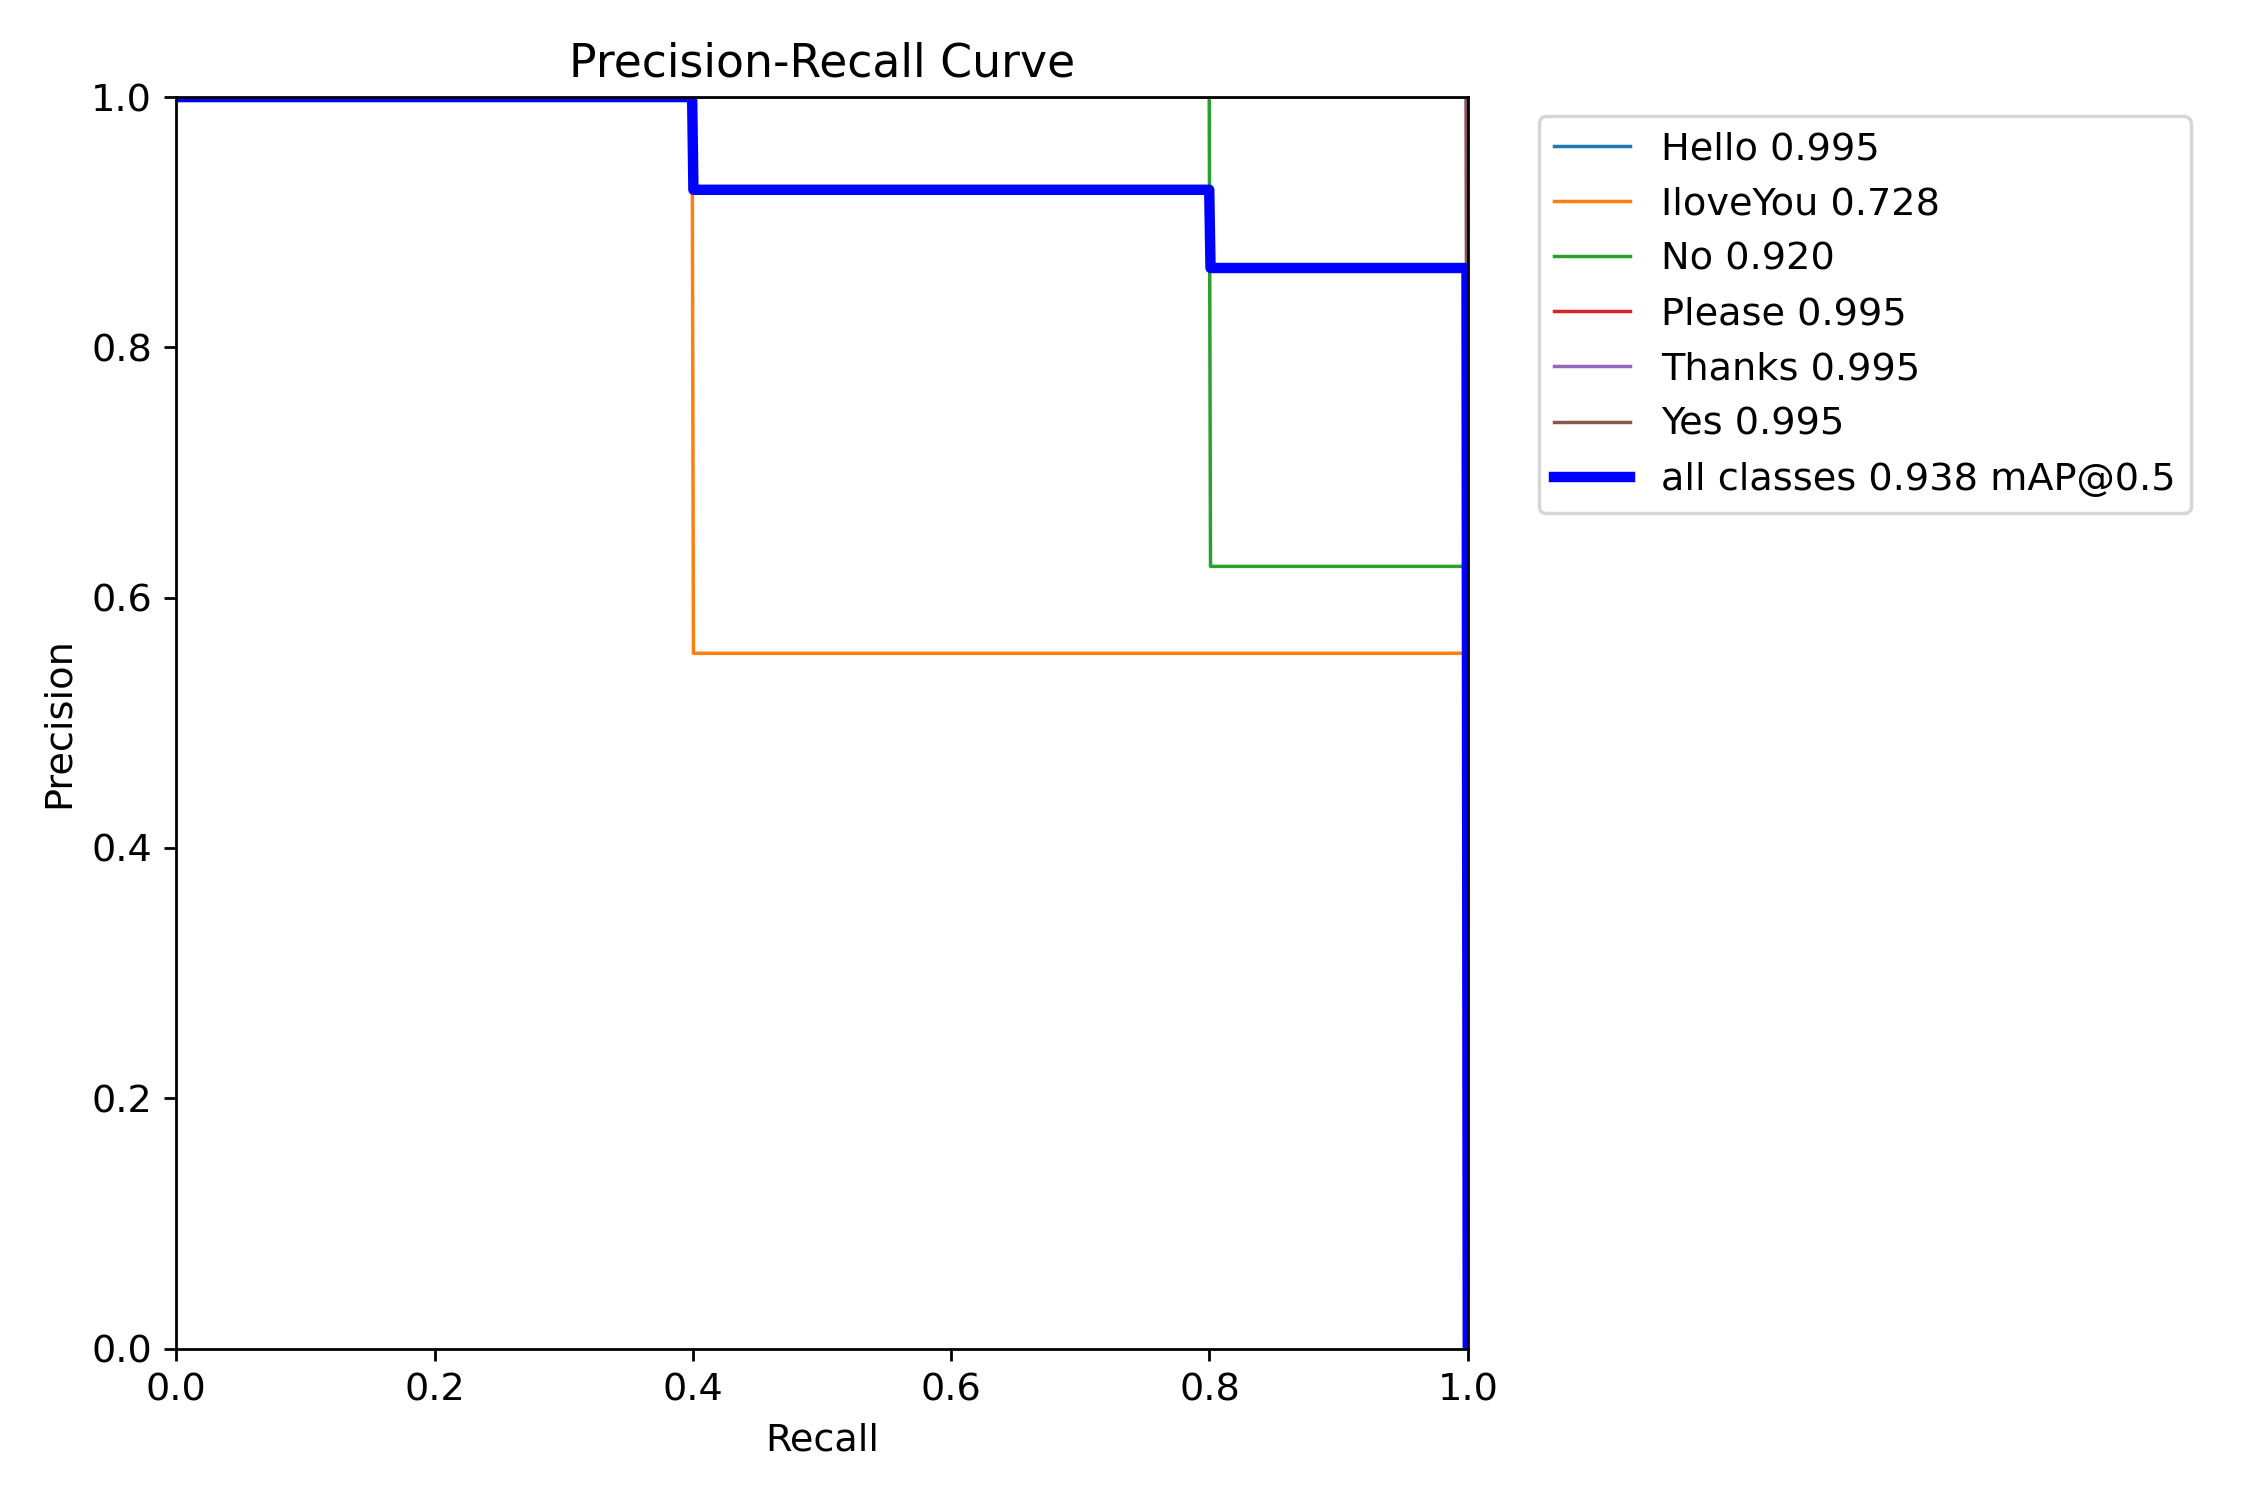 Precision-Recall Curve
1.0
0.8
0.6
0.4
0.2
0.0
Precision
0.0 0.2 0.4 0.6 0.8 1.0
Recall
Hello 0.995
IloveYou 0.728
No 0.920
Please 0.995
Thanks 0.995
Yes 0.995
all classes 0.938 mAP@0.5